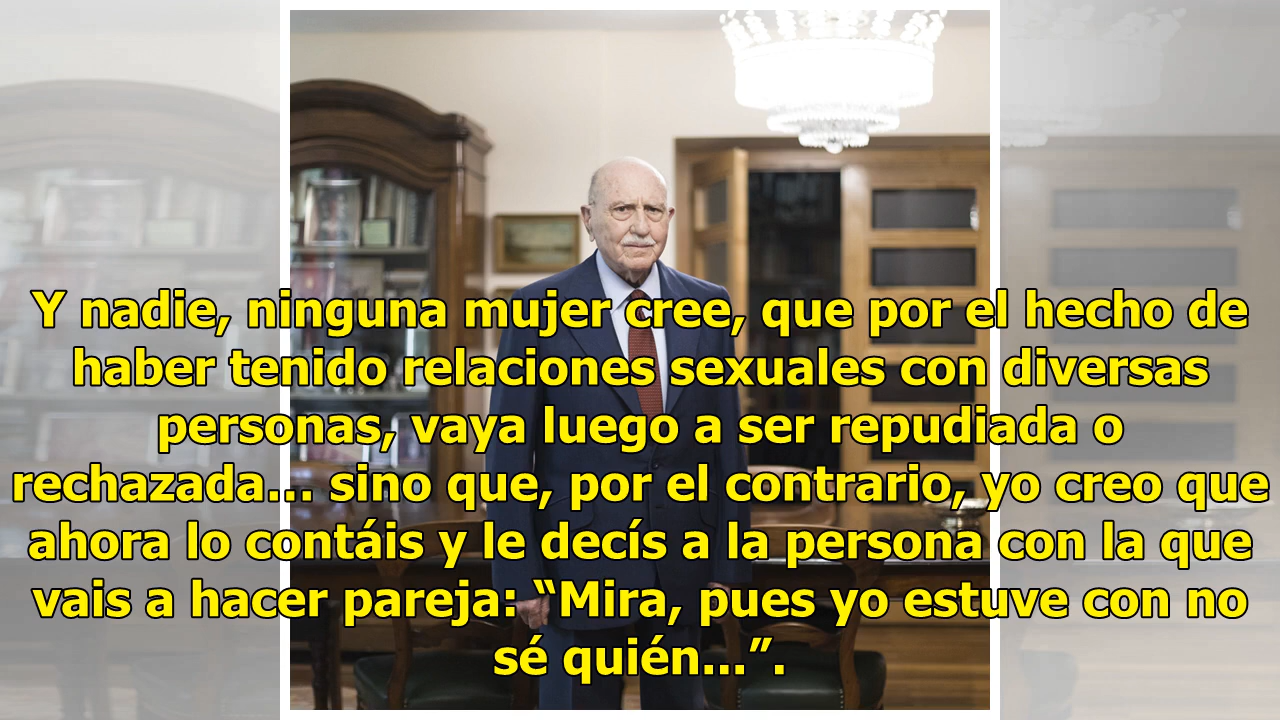 Y nadie, ninguna mujer cree, que por el hecho de
haber tenido relaciones sexuales con diversas
personas, vaya luego a ser repudiada o
rechazada... sino que, por el contrario, yo creo que
ahora lo contáis y le decís a la persona con la que
vais a hacer pareja: “Mira, pues yo estuve con no
sé quién...”.